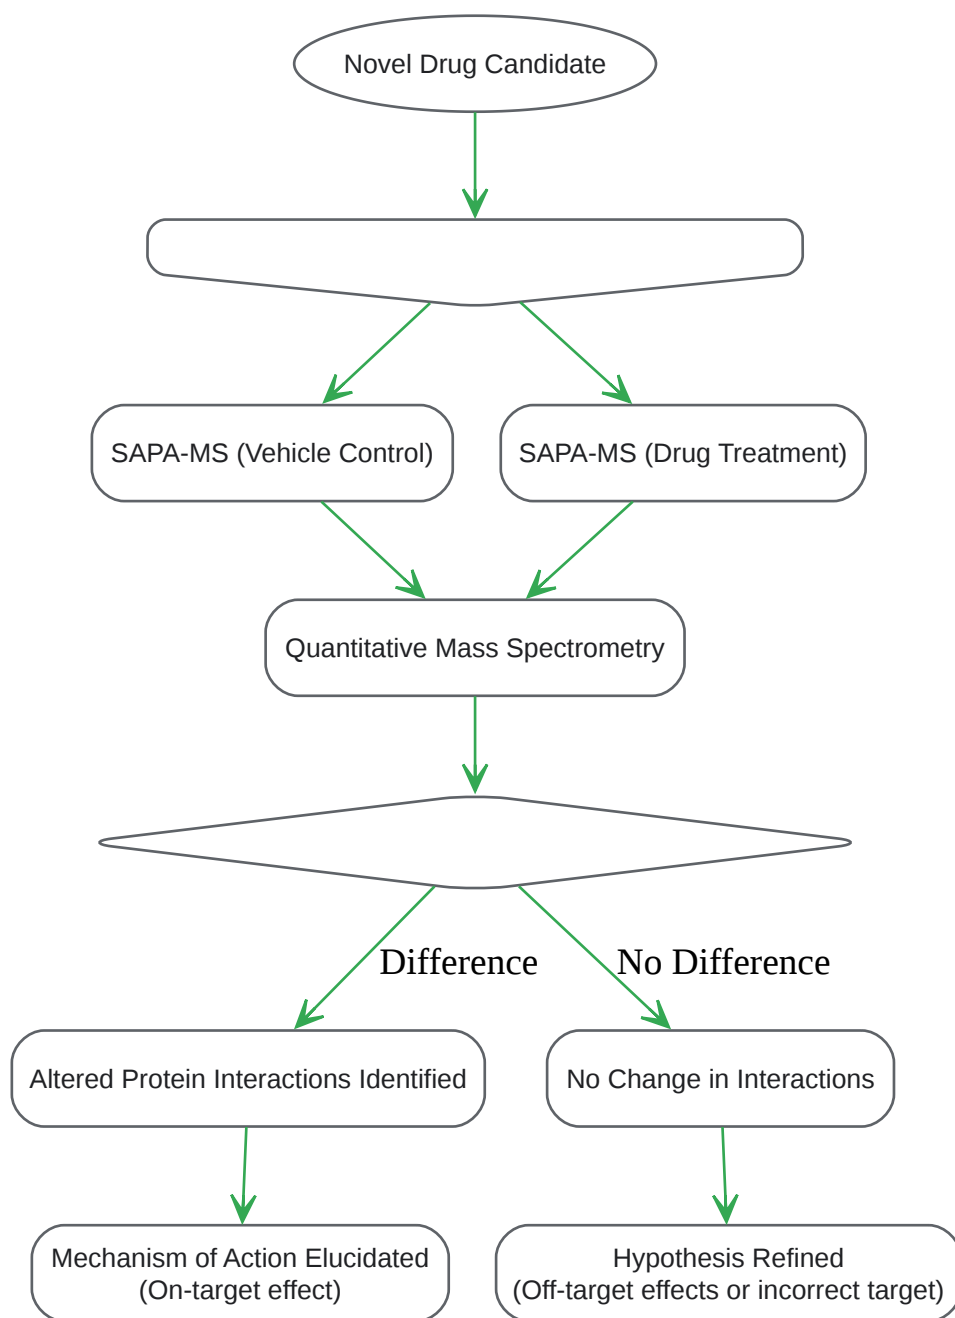 Novel Drug Candidate
SAPA-MS (Vehicle Control)
SAPA-MS (Drug Treatment)
Quantitative Mass Spectrometry
Difference
No Difference
Altered Protein Interactions Identified
No Change in Interactions
Mechanism of Action Elucidated
(On-target effect)
Hypothesis Refined
(Off-target effects or incorrect target)